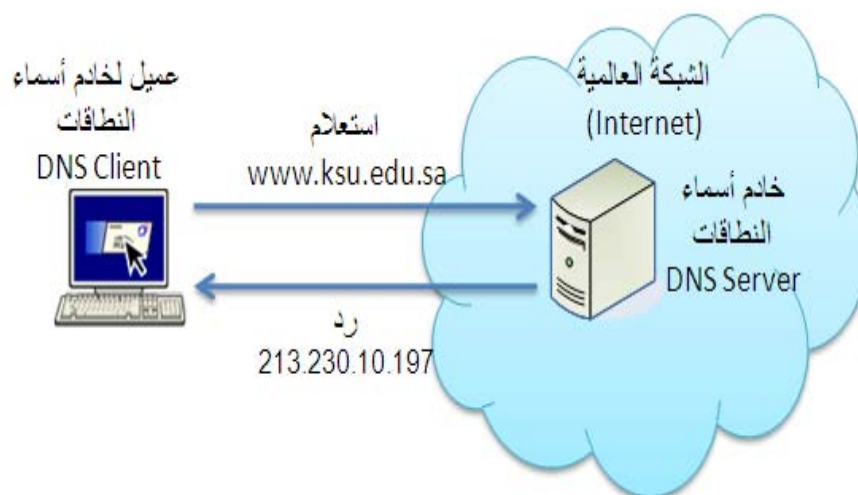 عميل لخادم أسماء
النطاقات
DNS Client
استعلام
www.ksu.edu.sa
رد
213.230.10.197
الشبكة العالمية
(Internet)
خادم أسماء
النطاقات
DNS Server